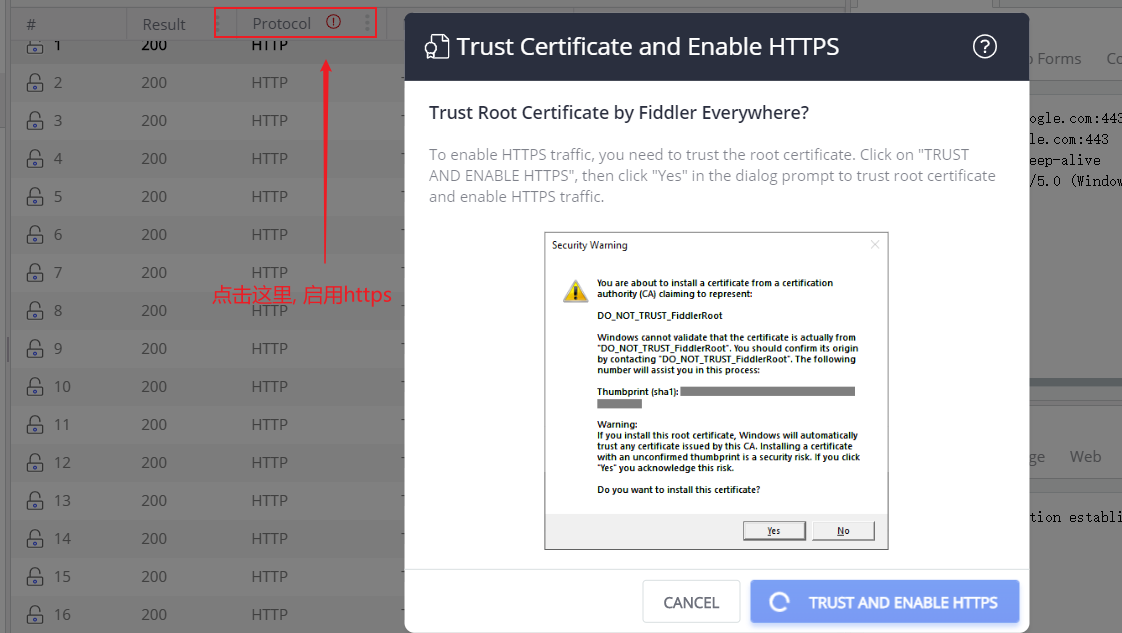 # Result Protocol
1 200 HTTP
2 200 HTTP
3 200 HTTP
4 200 HTTP
5 200 HTTP
6 200 HTTP
7 200 HTTP
8 200 HTTP
9 200 HTTP
10 200 HTTP
11 200 HTTP
12 200 HTTP
13 200 HTTP
14 200 HTTP
15 200 HTTP
16 200 HTTP
点击这里, 启用https
Trust Certificate and Enable HTTPS
Trust Root Certificate by Fiddler Everywhere?
To enable HTTPS traffic, you need to trust the root certificate. Click on "TRUST
AND ENABLE HTTPS", then click "Yes" in the dialog prompt to trust root certificate
and enable HTTPS traffic.
Security Warning
You are about to install a certificate from a certification
authority (CA) claiming to represent:
DO_NOT_TRUST_FiddlerRoot
Windows cannot validate that the certificate is actually from
"DO_NOT_TRUST_FiddlerRoot". You should confirm its origin
by contacting "DO_NOT_TRUST_FiddlerRoot". The following
number will assist you in this process:
Thumbprint (sha1):
Warning:
If you install this root certificate, Windows will automatically
trust any certificate issued by this CA. Installing a certificate
with an unconfirmed thumbprint is a security risk. If you click
"Yes" you acknowledge this risk.
Do you want to install this certificate?
Yes No
CANCEL TRUST AND ENABLE HTTPS
Forms
ogle.com:443
le.com:443
eep-alive
/5.0 (Window
Web
tion establi